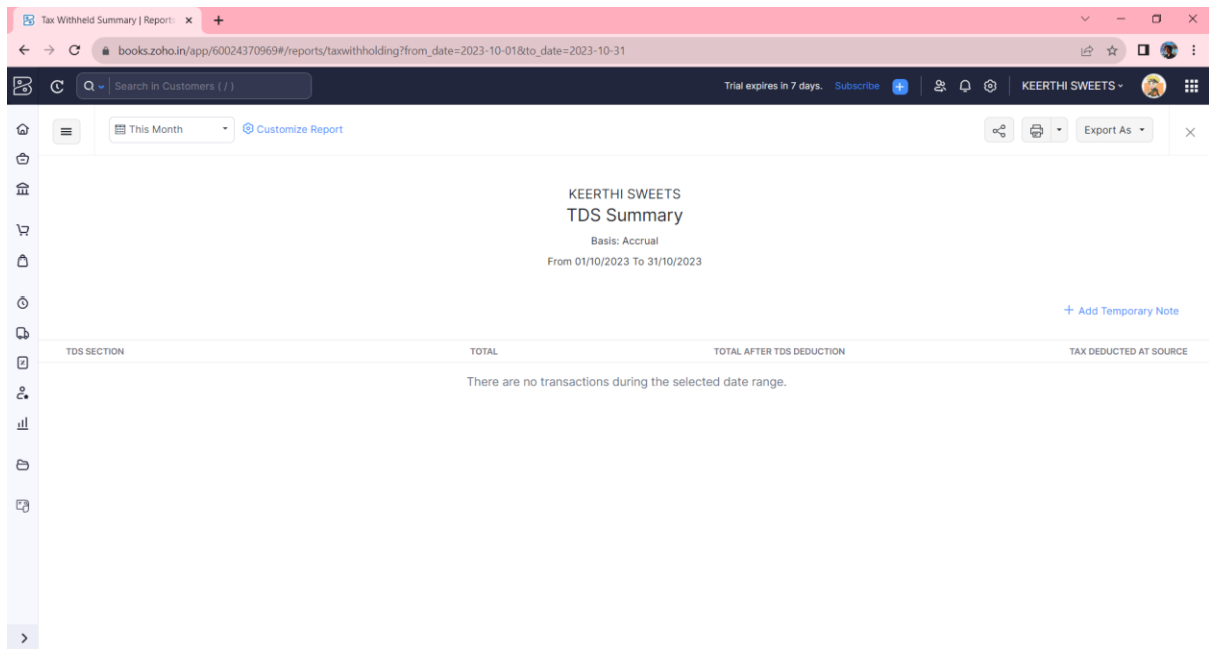 Tax Withheld Summary | Reports
books.zoho.in/app/60024370969#/reports/taxwithholding?from_date=2023-10-01&to_date=2023-10-31
Search in Customers ( / )
Trial expires in 7 days. Subscribe
KEERTHI SWEETS
This Month
Customize Report
Export As
KEERTHI SWEETS
TDS Summary
Basis: Accrual
From 01/10/2023 To 31/10/2023
+ Add Temporary Note
TDS SECTION TOTAL TOTAL AFTER TDS DEDUCTION TAX DEDUCTED AT SOURCE
There are no transactions during the selected date range.